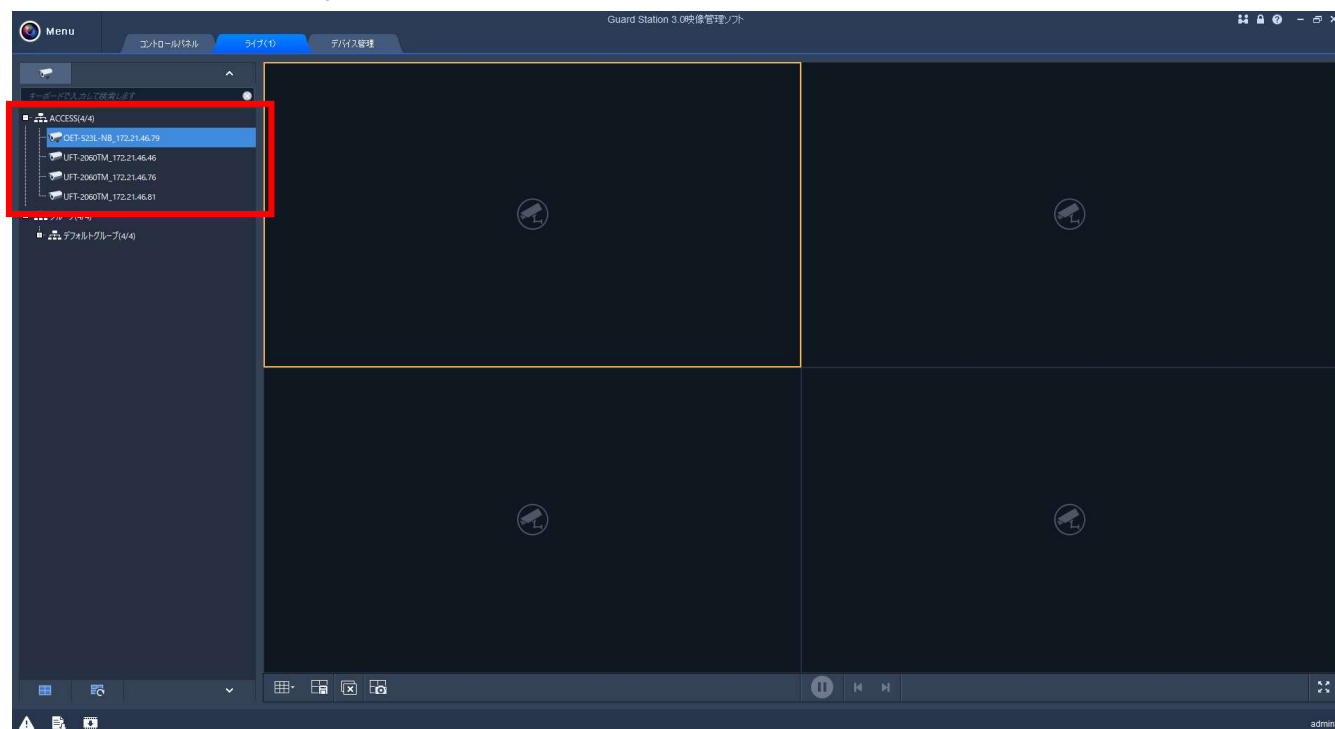 Guard Station 3.0映像管理ソフト
Menu
コントロールパネル
ライブ(1)
デバイス管理
キーボードで入力して検索します
ACCESS(4/4)
OET-523L-NB_172.21.46.79
UFT-2060TM_172.21.46.46
UFT-2060TM_172.21.46.76
UFT-2060TM_172.21.46.81
デフォルトグループ(4/4)
admin